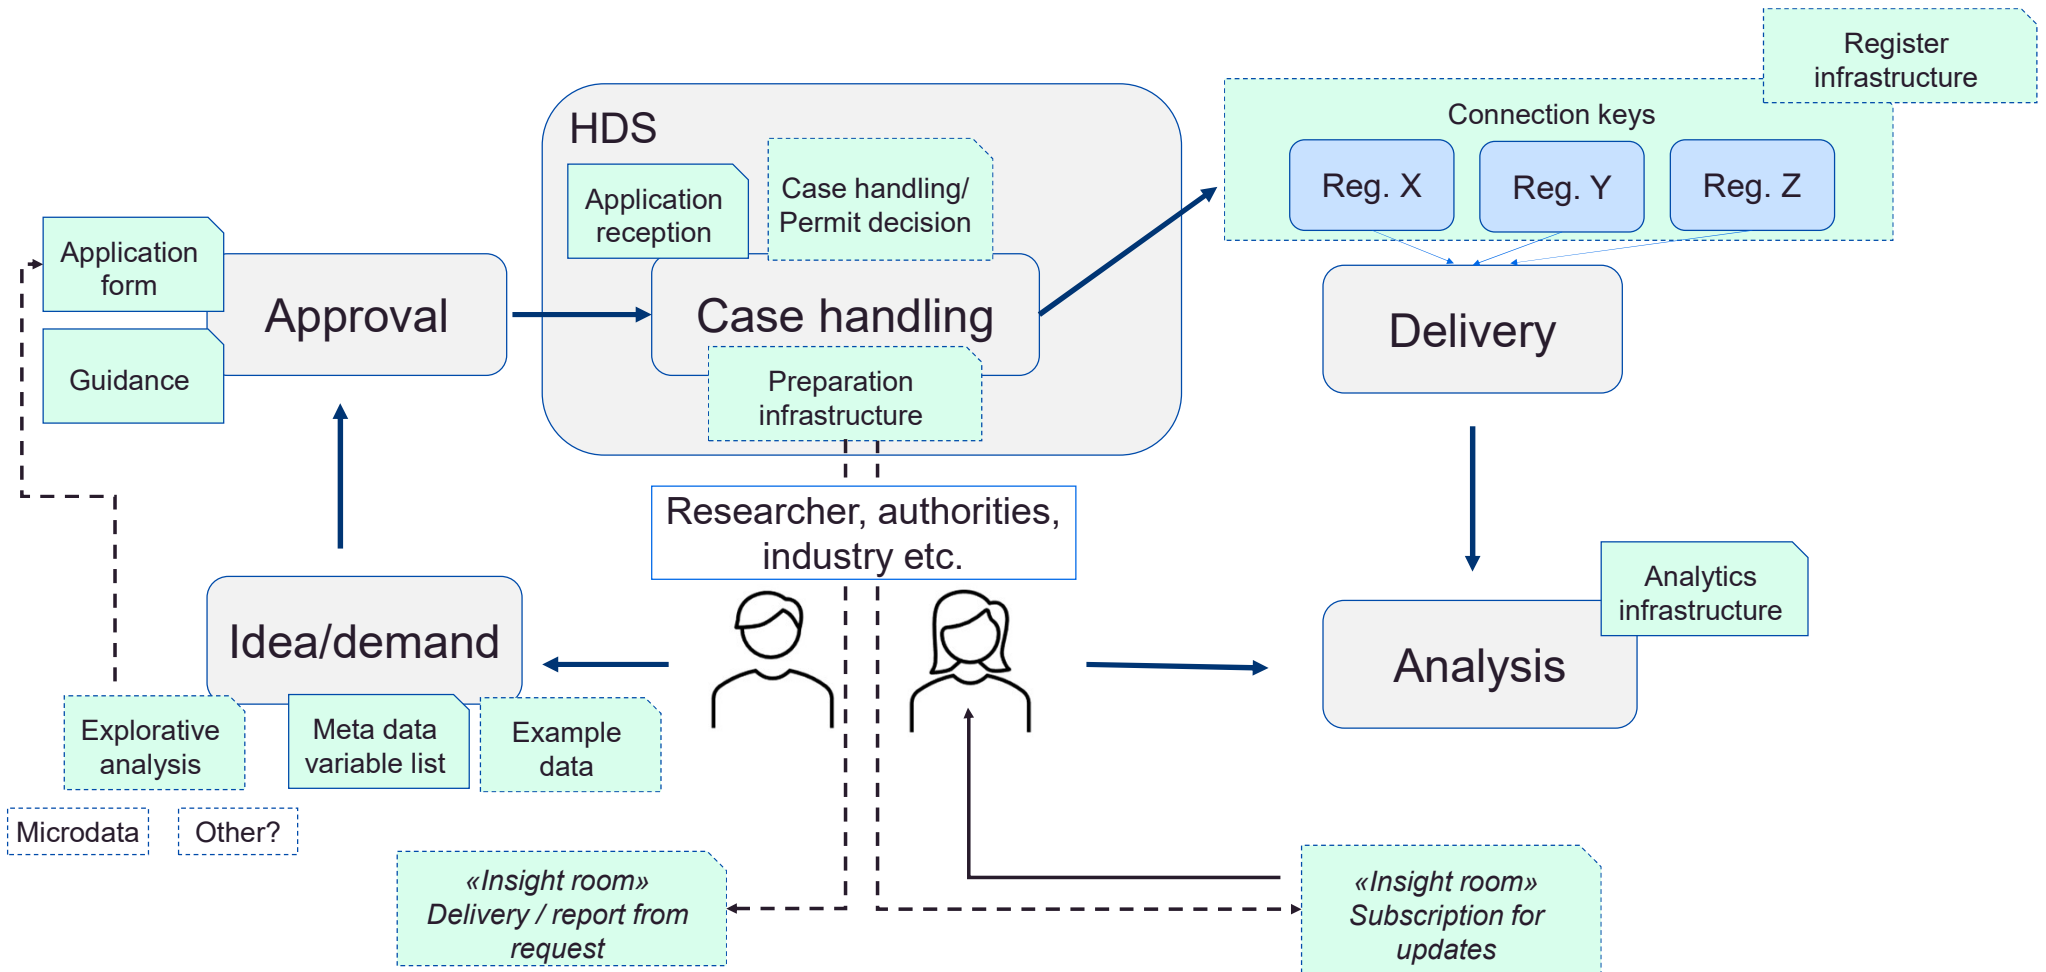 Register
infrastructure
Connection keys
Reg. X
Reg. Y
Reg. Z
HDS
Application
reception
Case handling/
Permit decision
Application
form
Guidance
Approval
Case handling
Preparation
infrastructure
Delivery
Researcher, authorities,
industry etc.
Idea/demand
Explorative
analysis
Meta data
variable list
Example
data
Microdata
Other?
Analytics
infrastructure
Analysis
«Insight room»
Delivery / report from
request
«Insight room»
Subscription for
updates